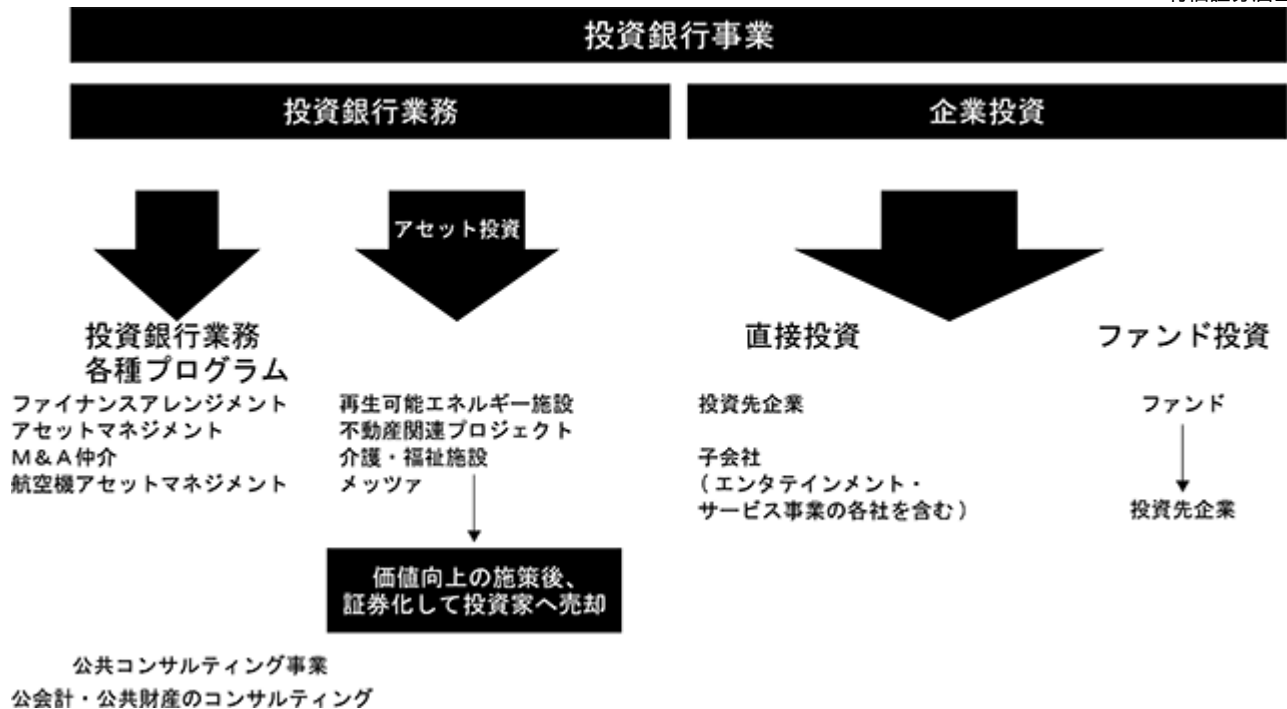 投資銀行事業
投資銀行業務
企業投資
アセット投資
投資銀行業務
各種プログラム
ファイナンスアレンジメント
アセットマネジメント
M&A仲介
航空機アセットマネジメント
再生可能エネルギー施設
不動産関連プロジェクト
介護・福祉施設
メッツァ
価値向上の施策後、
証券化して投資家へ売却
公共コンサルティング事業
公会計・公共財産のコンサルティング
直接投資
投資先企業
子会社
(エンタテインメント・
サービス事業の各社を含む)
ファンド投資
ファンド
投資先企業